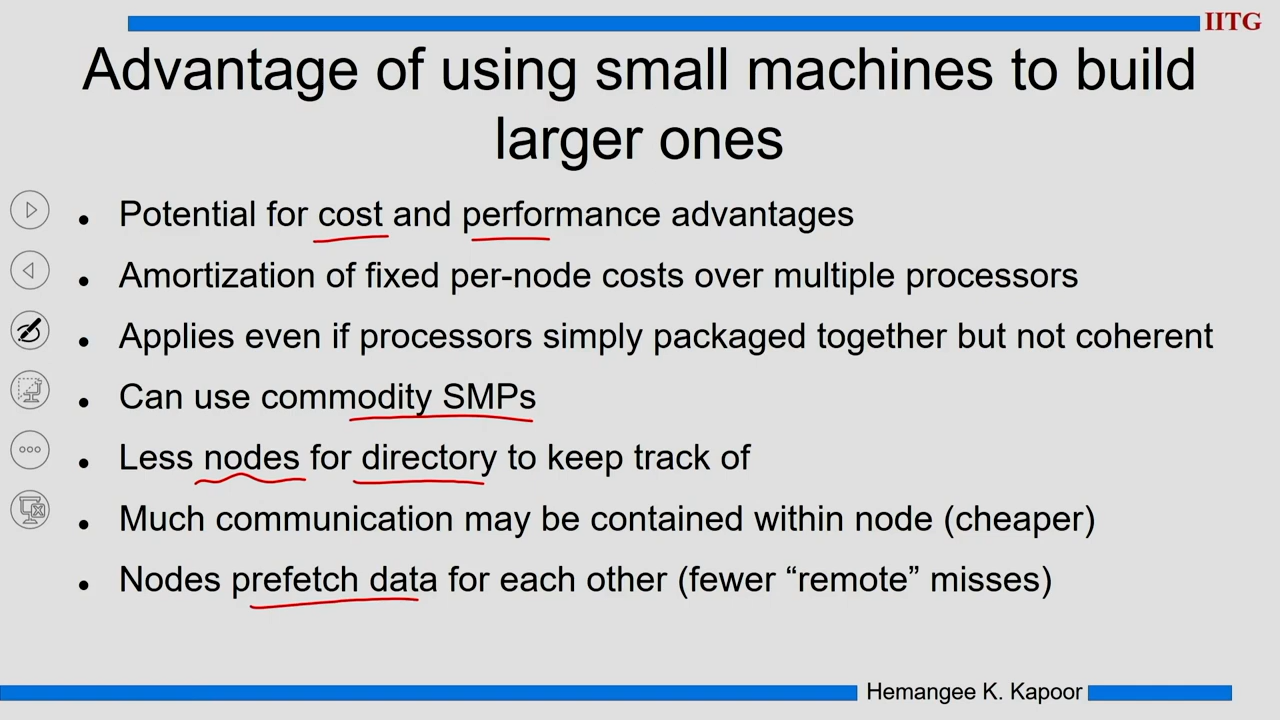 IITG
Advantage of using small machines to build
larger ones
• Potential for cost and performance advantages
• Amortization of fixed per-node costs over multiple processors
• Applies even if processors simply packaged together but not coherent
• Can use commodity SMPs
• Less nodes for directory to keep track of
• Much communication may be contained within node (cheaper)
• Nodes prefetch data for each other (fewer “remote” misses)
Hemangee K. Kapoor